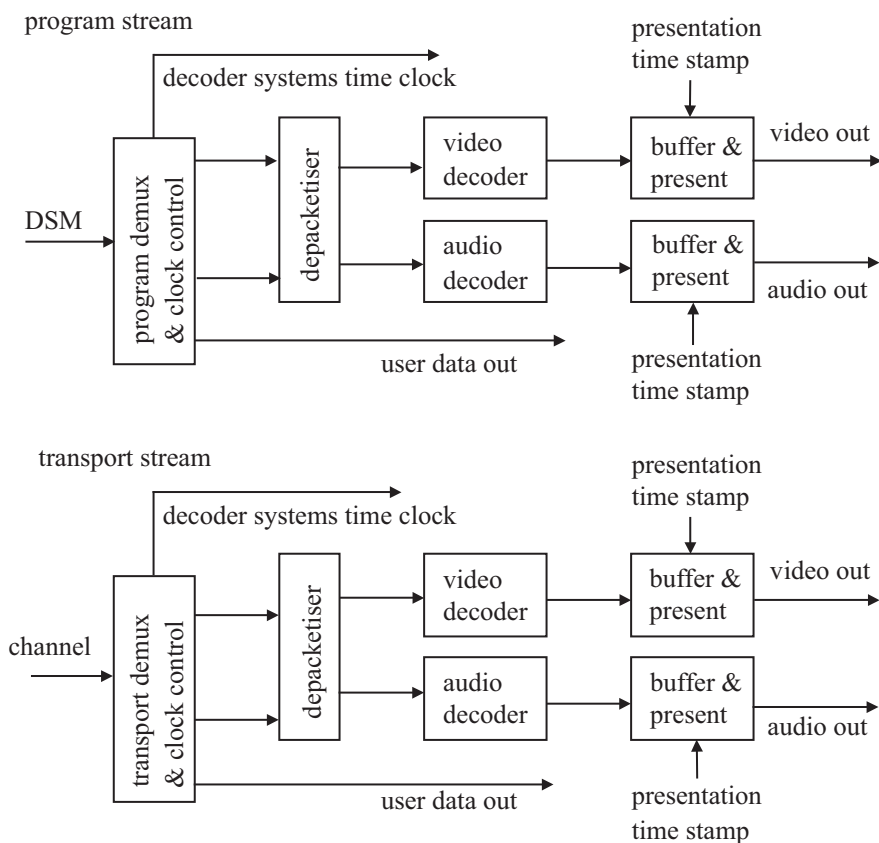 program stream
presentation
time stamp
decoder systems time clock
video
decoder
buffer &
present
video out
DSM
program demux
& clock control
depacketiser
audio
decoder
buffer &
present
audio out
user data out
presentation
time stamp
transport stream
presentation
time stamp
decoder systems time clock
video
decoder
buffer &
present
video out
channel
transport demux
& clock control
depacketiser
audio
decoder
buffer &
present
audio out
user data out
presentation
time stamp